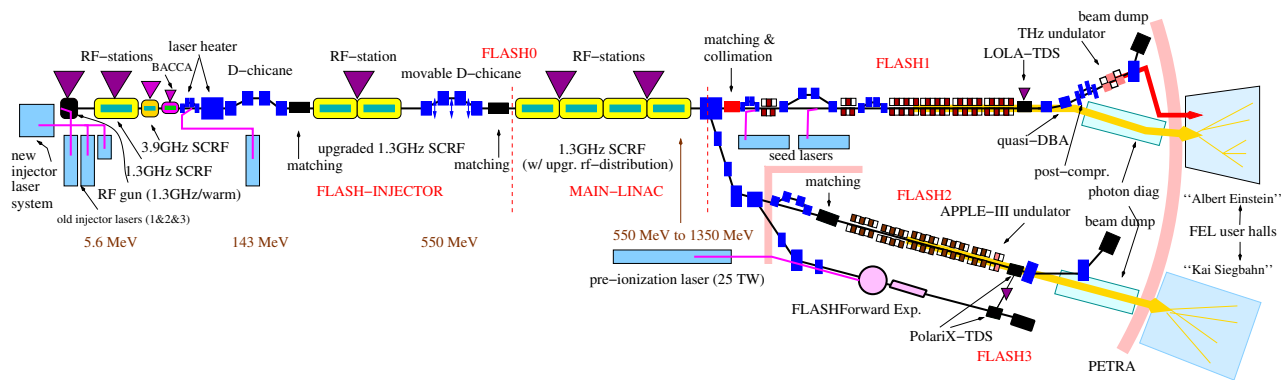 RF−stations
laser heater
BACCA
D−chicane
RF−station
movable D−chicane
FLASH0
RF−stations
matching &
collimation
FLASH1
LOLA−TDS
THz undulator
beam dump
new
injector
laser
system
3.9GHz SCRF
1.3GHz SCRF
RF gun (1.3GHz/warm)
old injector lasers (1&2&3)
matching
upgraded 1.3GHz SCRF
matching
1.3GHz SCRF
(w/ upgr. rf−distribution)
seed lasers
quasi−DBA
post−compr.
photon diag
FLASH−INJECTOR
MAIN−LINAC
matching
FLASH2
APPLE−III undulator
beam dump
‘‘Albert Einstein’’
FEL user halls
‘‘Kai Siegbahn’’
5.6 MeV
143 MeV
550 MeV
550 MeV to 1350 MeV
pre−ionization laser (25 TW)
FLASHForward Exp.
PolariX−TDS
FLASH3
PETRA